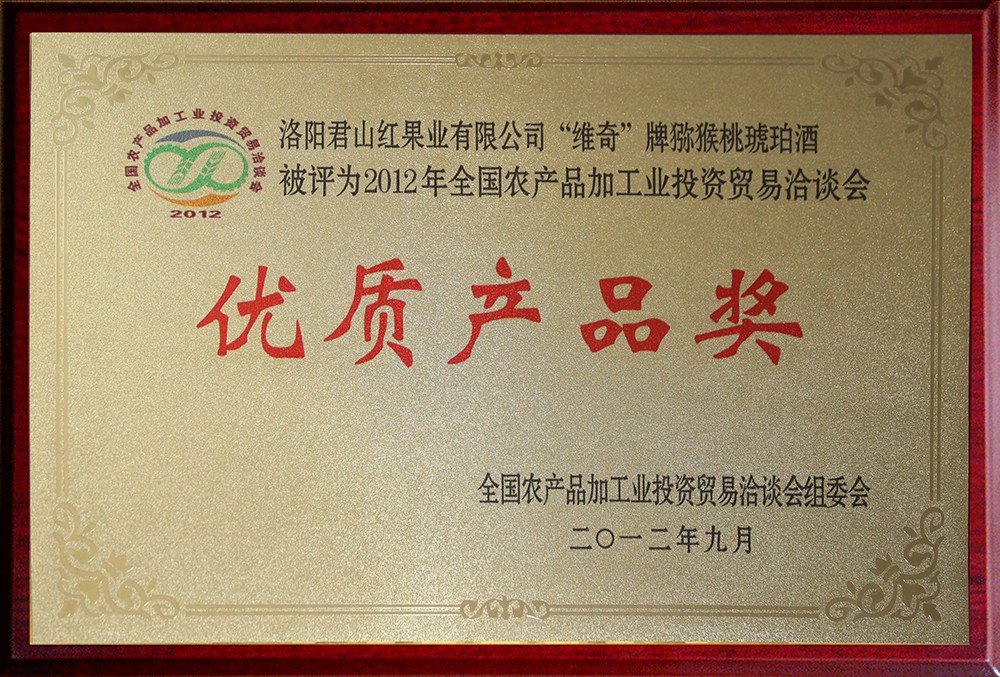 全国农产品加工业投资贸易洽谈会
2012
洛阳君山红果业有限公司“维奇”牌猕猴桃琥珀酒
被评为2012年全国农产品加工业投资贸易洽谈会
优质产品奖
全国农产品加工业投资贸易洽谈会组委会
二〇一二年九月